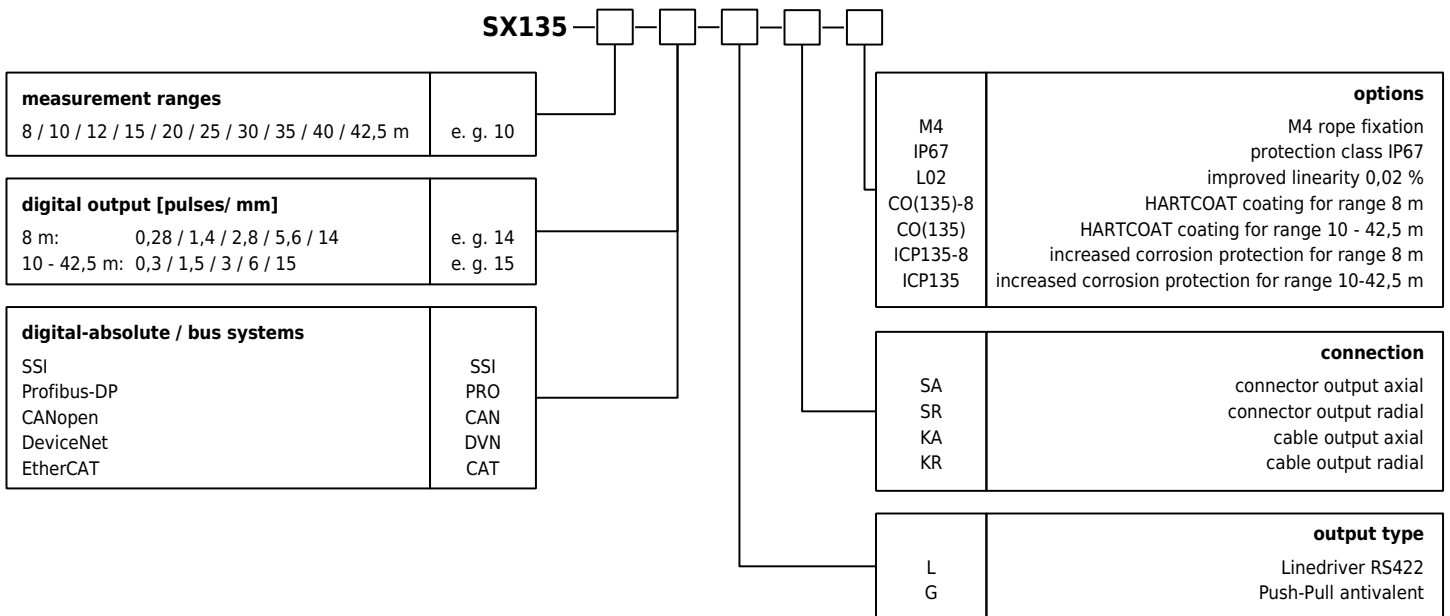 SX135
measurement ranges
8 / 10 / 12 / 15 / 20 / 25 / 30 / 35 / 40 / 42,5 m e. g. 10
digital output [pulses/ mm]
8 m: 0,28 / 1,4 / 2,8 / 5,6 / 14 e. g. 14
10 - 42,5 m: 0,3 / 1,5 / 3 / 6 / 15 e. g. 15
digital-absolute / bus systems
SSI SSI
Profibus-DP PRO
CANopen CAN
DeviceNet DVN
EtherCAT CAT
options
M4 M4 rope fixation
IP67 protection class IP67
L02 improved linearity 0,02 %
CO(135)-8 HARTCOAT coating for range 8 m
CO(135) HARTCOAT coating for range 10 - 42,5 m
ICP135-8 increased corrosion protection for range 8 m
ICP135 increased corrosion protection for range 10-42,5 m
connection
SA connector output axial
SR connector output radial
KA cable output axial
KR cable output radial
output type
L Linedriver RS422
G Push-Pull antivalent